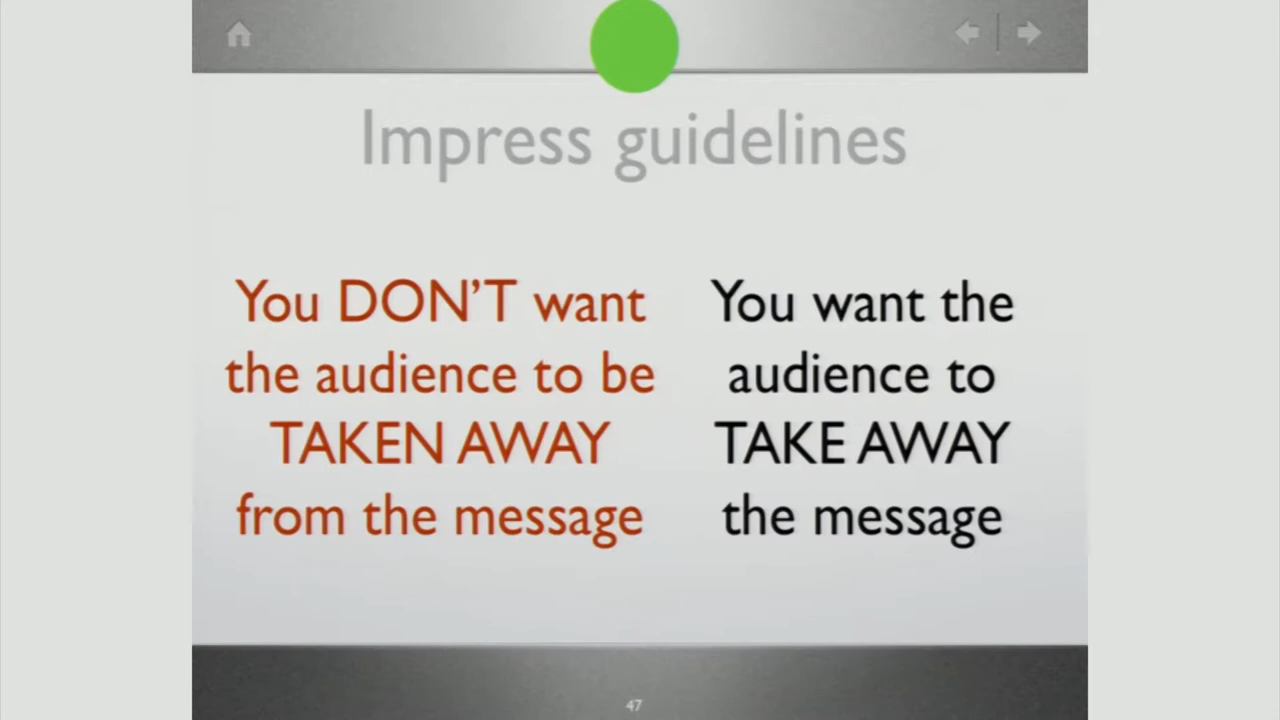 Impress guidelines
You DON'T want
the audience to be
TAKEN AWAY
from the message
You want the
audience to
TAKE AWAY
the message
47